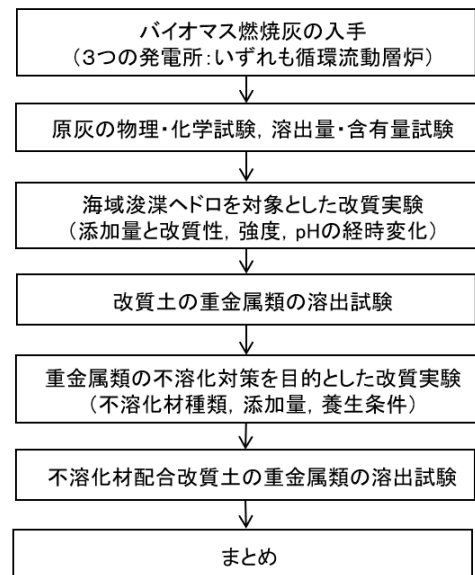 バイオマス燃焼灰の入手
（３つの発電所：いずれも循環流動層炉）
原灰の物理・化学試験，溶出量・含有量試験
海域浚渫ヘドロを対象とした改質実験
（添加量と改質性，強度，pHの経時変化）
改質土の重金属類の溶出試験
重金属類の不溶化対策を目的とした改質実験
（不溶化材種類，添加量，養生条件）
不溶化材配合改質土の重金属類の溶出試験
まとめ